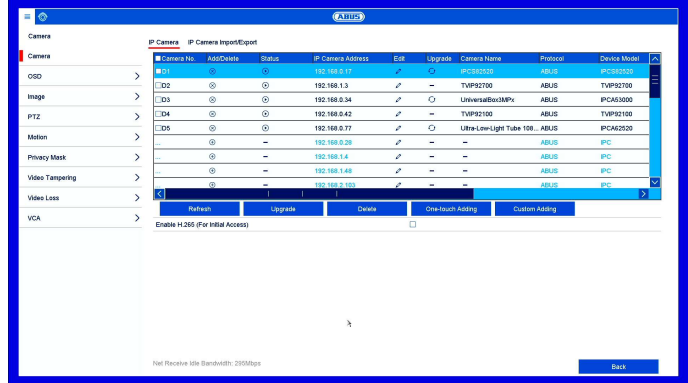 ABUS
Camera
IP Camera IP Camera Import/Export
Camera
Camera No. Add/Delete Status IP Camera Address Edit Upgrade Camera Name Protocol Device Model
D1 192.168.0.17 IPCS82520 ABUS IPCS82520
D2 192.168.1.3 – TVIP92700 ABUS TVIP92700
D3 192.168.0.34 UniversalBox3MPx ABUS IPCA53000
D4 192.168.0.42 – TVIP92100 ABUS TVIP92100
D5 192.168.0.77 Ultra-Low-Light Tube 108... ABUS IPCA62520
... – 192.168.0.28 – – ABUS IPC
... – 192.168.1.4 – – ABUS IPC
... – 192.168.1.48 – – ABUS IPC
– 192.168.2.103 – – ABUS IPC
OSD
Image
PTZ
Motion
Privacy Mask
Video Tampering
Video Loss
VCA
Refresh Upgrade Delete One-touch Adding Custom Adding
Enable H.265 (For Initial Access)
Net Receive Idle Bandwidth: 295Mbps
Back